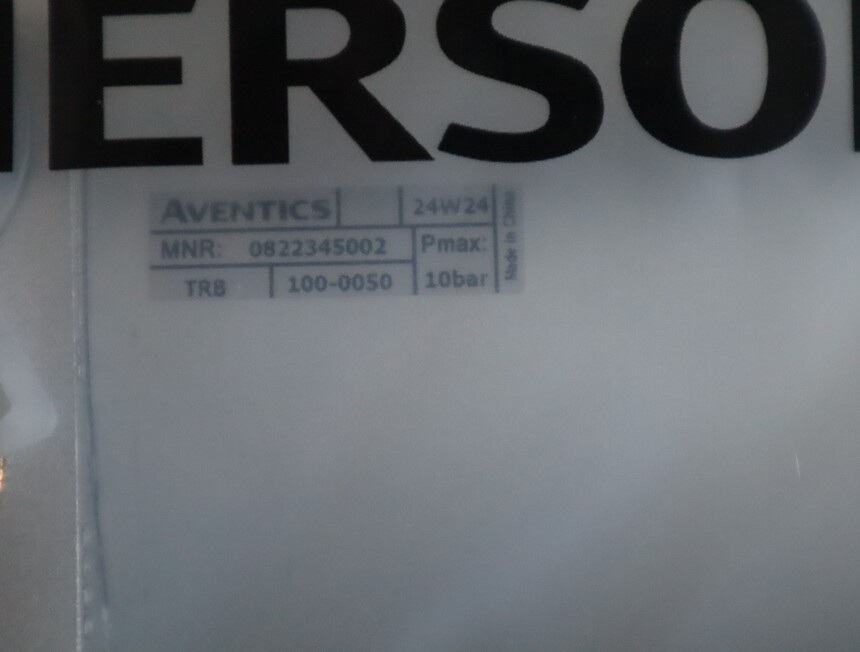 ERSO
AVENTICS 24W24
MNR: 0822345002 Pmax:
TRB 100-0050 10bar
Made in China